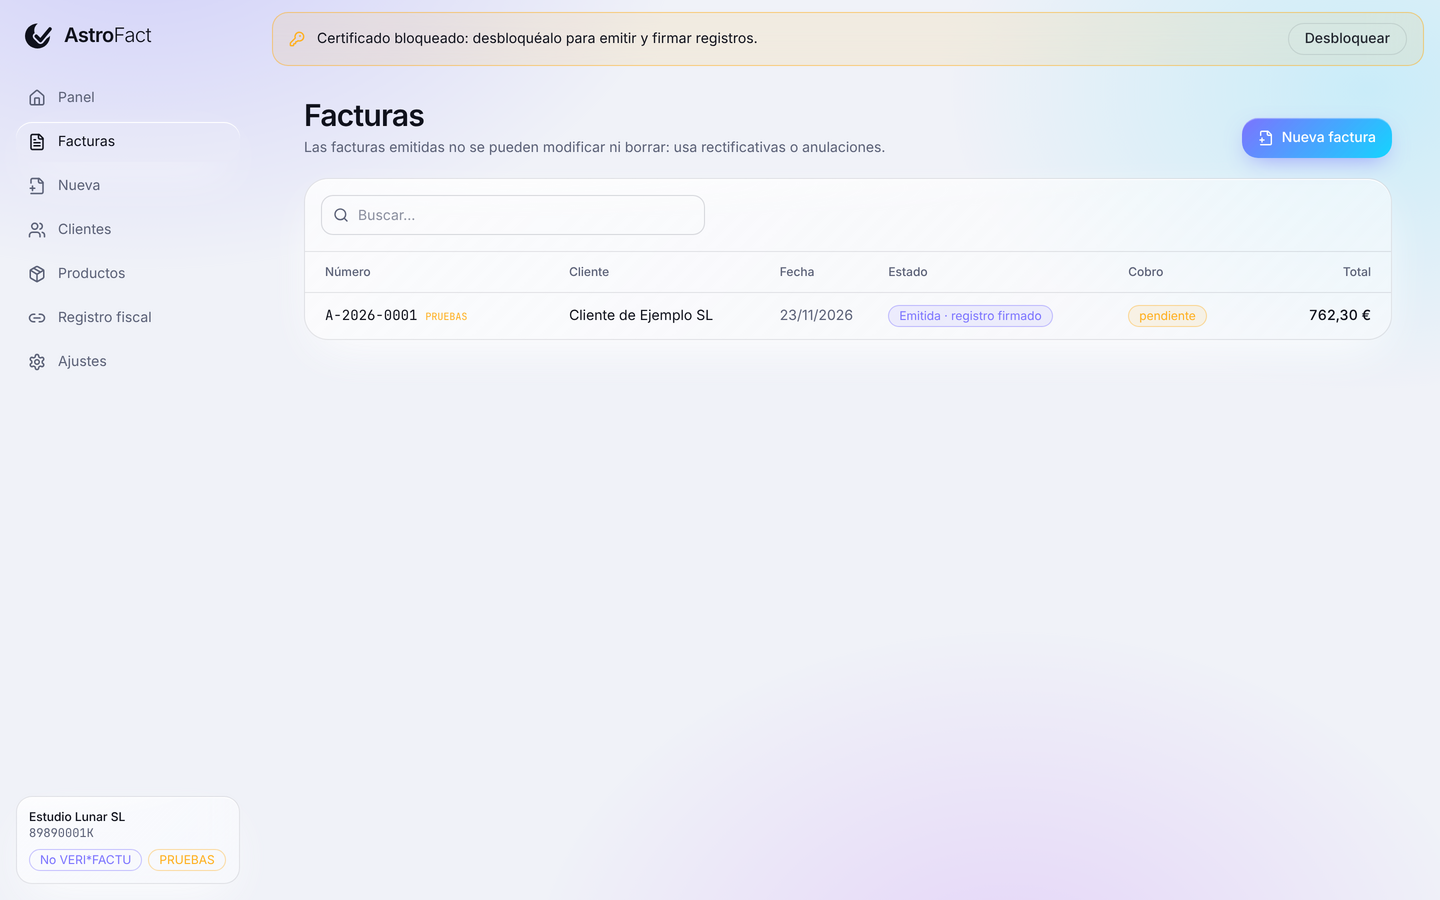 AstroFact
Certificado bloqueado: desbloquéalo para emitir y firmar registros.
Desbloquear
Panel
Facturas
Nueva
Clientes
Productos
Registro fiscal
Ajustes
Facturas
Las facturas emitidas no se pueden modificar ni borrar: usa rectificativas o anulaciones.
Nueva factura
Buscar...
Número Cliente Fecha Estado Cobro Total
A-2026-0001 PRUEBAS Cliente de Ejemplo SL 23/11/2026 Emitida · registro firmado pendiente 762,30 €
Estudio Lunar SL
89890001K
No VERI*FACTU PRUEBAS